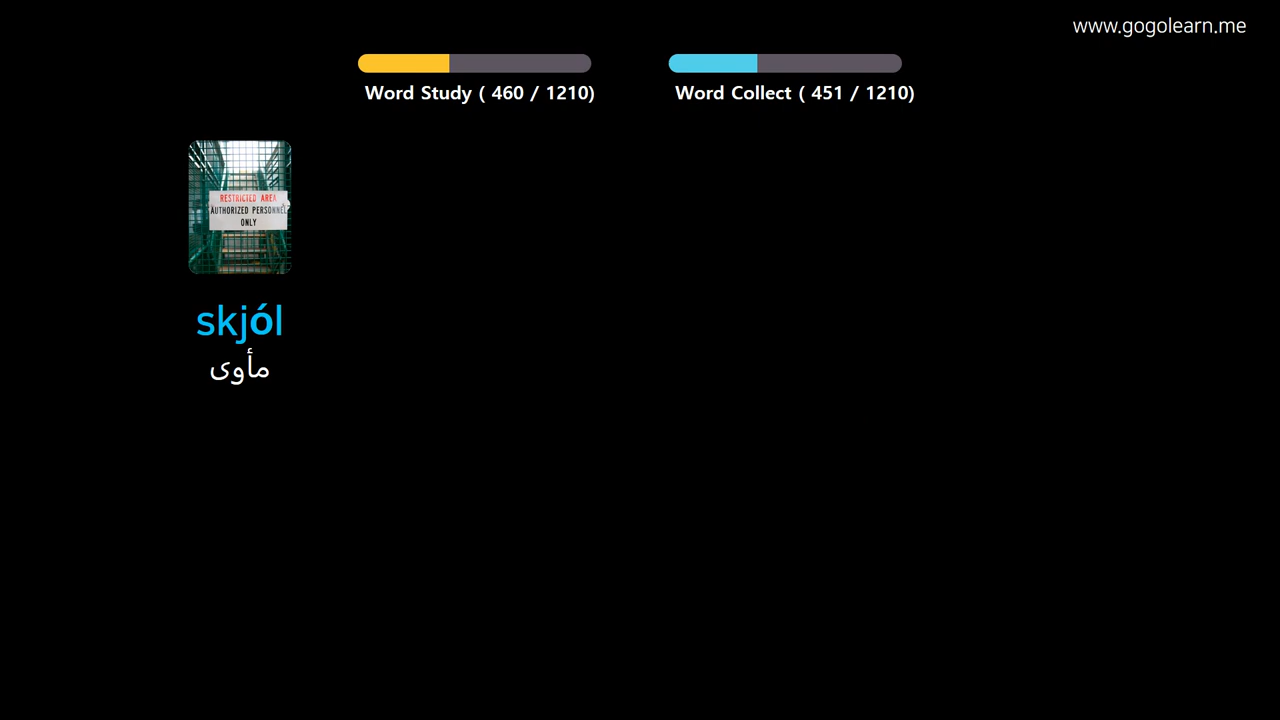 www.gogolearn.me
Word Study ( 460 / 1210)
Word Collect ( 451 / 1210)
RESTRICTED AREA
AUTHORIZED PERSONNEL
ONLY
skjól
مأوى